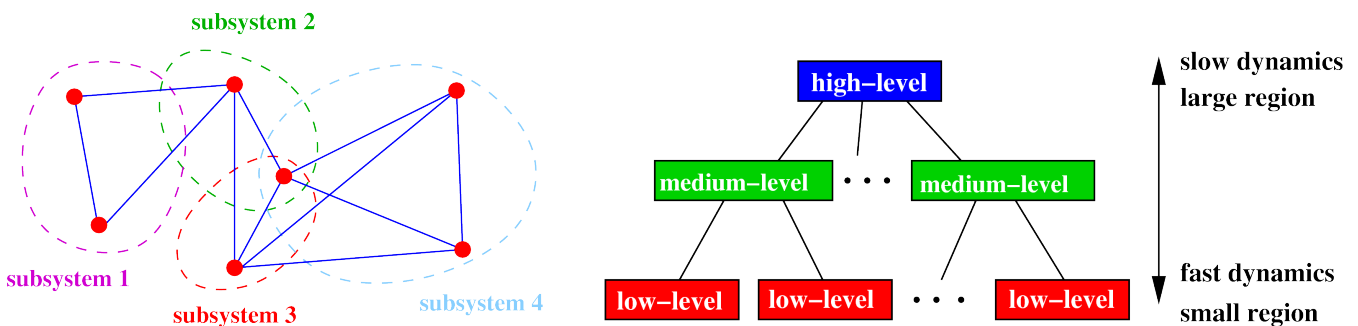 subsystem 2
subsystem 1
subsystem 3
subsystem 4
high-level
medium-level ... medium-level
low-level low-level ... low-level
slow dynamics
large region
fast dynamics
small region